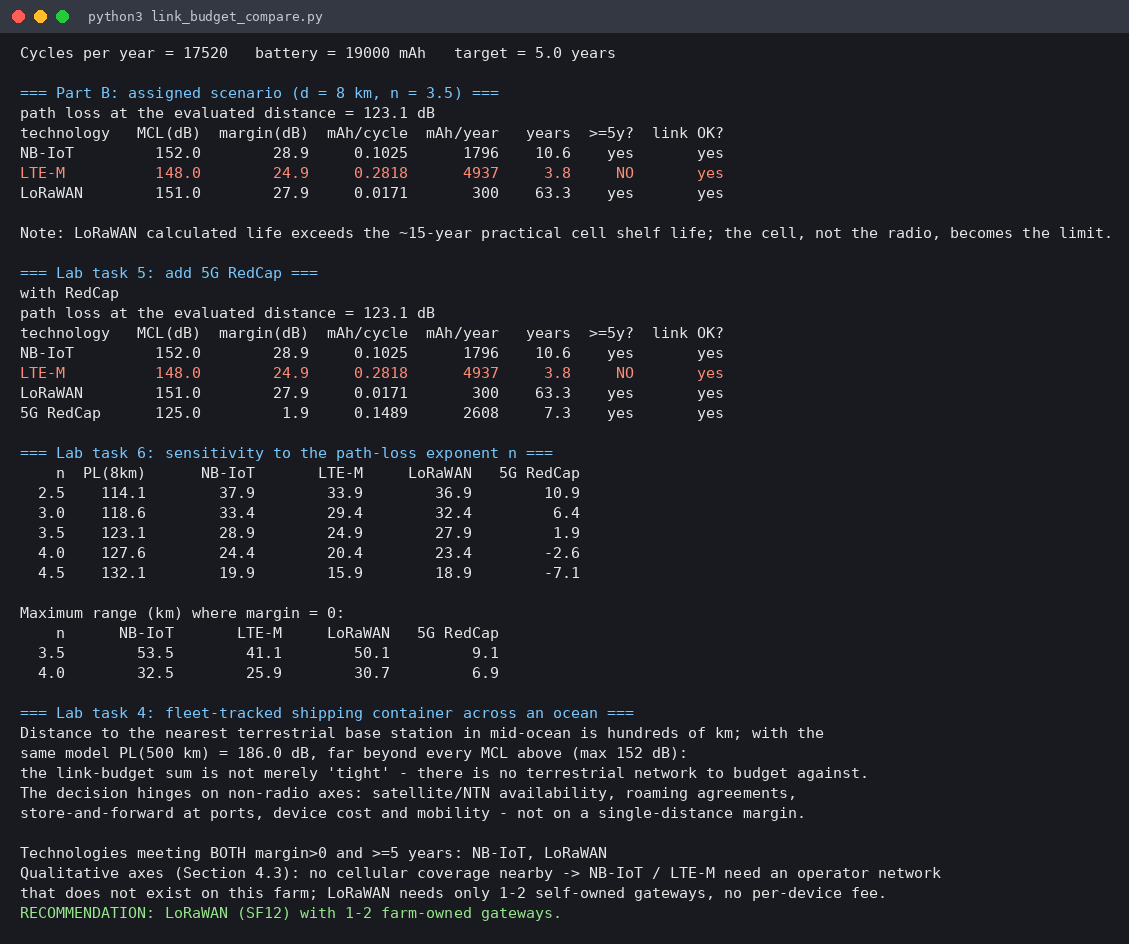 python3 link_budget_compare.py
Cycles per year = 17520   battery = 19000 mAh   target = 5.0 years
=== Part B: assigned scenario (d = 8 km, n = 3.5) ===
path loss at the evaluated distance = 123.1 dB
technology   MCL(dB)  margin(dB)  mAh/cycle  mAh/year   years  >=5y?  link OK?
NB-IoT         152.0        28.9     0.1025      1796    10.6    yes       yes
LTE-M          148.0        24.9     0.2818      4937     3.8     NO       yes
LoRaWAN        151.0        27.9     0.0171       300    63.3    yes       yes
Note: LoRaWAN calculated life exceeds the ~15-year practical cell shelf life; the cell, not the radio, becomes the limit.
=== Lab task 5: add 5G RedCap ===
with RedCap
path loss at the evaluated distance = 123.1 dB
technology   MCL(dB)  margin(dB)  mAh/cycle  mAh/year   years  >=5y?  link OK?
NB-IoT         152.0        28.9     0.1025      1796    10.6    yes       yes
LTE-M          148.0        24.9     0.2818      4937     3.8     NO       yes
LoRaWAN        151.0        27.9     0.0171       300    63.3    yes       yes
5G RedCap      125.0         1.9     0.1489      2608     7.3    yes       yes
=== Lab task 6: sensitivity to the path-loss exponent n ===
    n  PL(8km)      NB-IoT       LTE-M     LoRaWAN   5G RedCap
  2.5    114.1        37.9        33.9        36.9        10.9
  3.0    118.6        33.4        29.4        32.4         6.4
  3.5    123.1        28.9        24.9        27.9         1.9
  4.0    127.6        24.4        20.4        23.4        -2.6
  4.5    132.1        19.9        15.9        18.9        -7.1
Maximum range (km) where margin = 0:
    n      NB-IoT       LTE-M     LoRaWAN   5G RedCap
  3.5        53.5        41.1        50.1         9.1
  4.0        32.5        25.9        30.7         6.9
=== Lab task 4: fleet-tracked shipping container across an ocean ===
Distance to the nearest terrestrial base station in mid-ocean is hundreds of km; with the
same model PL(500 km) = 186.0 dB, far beyond every MCL above (max 152 dB):
the link-budget sum is not merely 'tight' - there is no terrestrial network to budget against.
The decision hinges on non-radio axes: satellite/NTN availability, roaming agreements,
store-and-forward at ports, device cost and mobility - not on a single-distance margin.
Technologies meeting BOTH margin>0 and >=5 years: NB-IoT, LoRaWAN
Qualitative axes (Section 4.3): no cellular coverage nearby -> NB-IoT / LTE-M need an operator network
that does not exist on this farm; LoRaWAN needs only 1-2 self-owned gateways, no per-device fee.
RECOMMENDATION: LoRaWAN (SF12) with 1-2 farm-owned gateways.